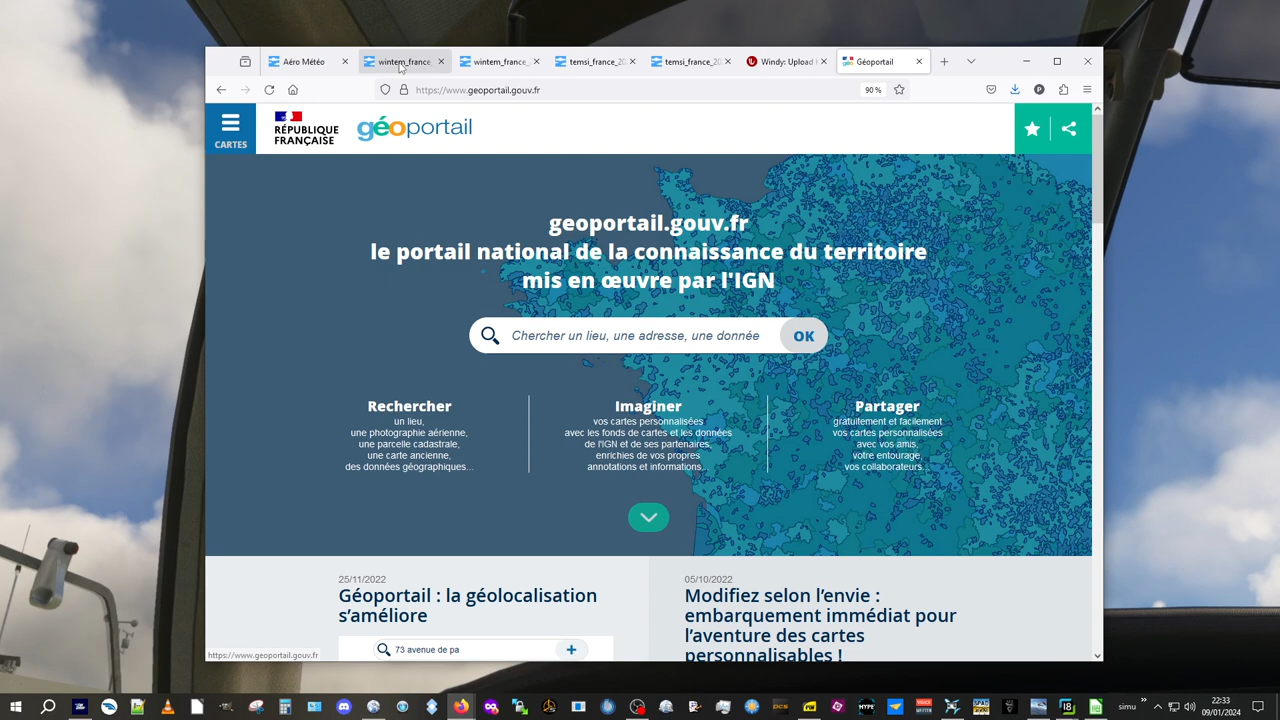 Aéro Météo
wintem_france
wintem_france_
temsi_france_20
temsi_france_20
Windy: Upload
Géoportail
https://www.geoportail.gouv.fr
90 %
CARTES
RÉPUBLIQUE
FRANÇAISE
géoportail
geoportail.gouv.fr
le portail national de la connaissance du territoire
mis en œuvre par l'IGN
Chercher un lieu, une adresse, une donnée
OK
Rechercher
un lieu,
une photographie aérienne,
une parcelle cadastrale,
une carte ancienne,
des données géographiques...
Imaginer
vos cartes personnalisées
avec les fonds de cartes et les données
de l'IGN et de ses partenaires,
enrichies de vos propres
annotations et informations...
Partager
gratuitement et facilement
vos cartes personnalisées
avec vos amis,
votre entourage,
vos collaborateurs...
25/11/2022
Géoportail : la géolocalisation
s’améliore
73 avenue de pa
05/10/2022
Modifiez selon l’envie :
embarquement immédiat pour
l’aventure des cartes
personnalisables !
https://www.geoportail.gouv.fr
simu
22:33
09/01/2024